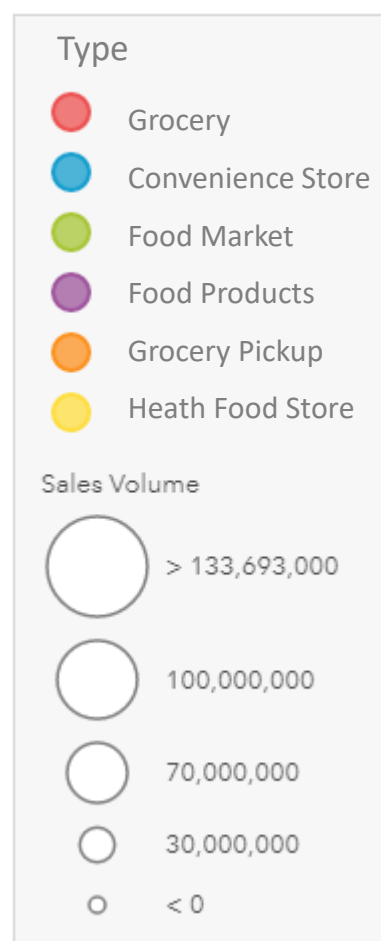 Type
Grocery
Convenience Store
Food Market
Food Products
Grocery Pickup
Heath Food Store
Sales Volume
> 133,693,000
100,000,000
70,000,000
30,000,000
< 0